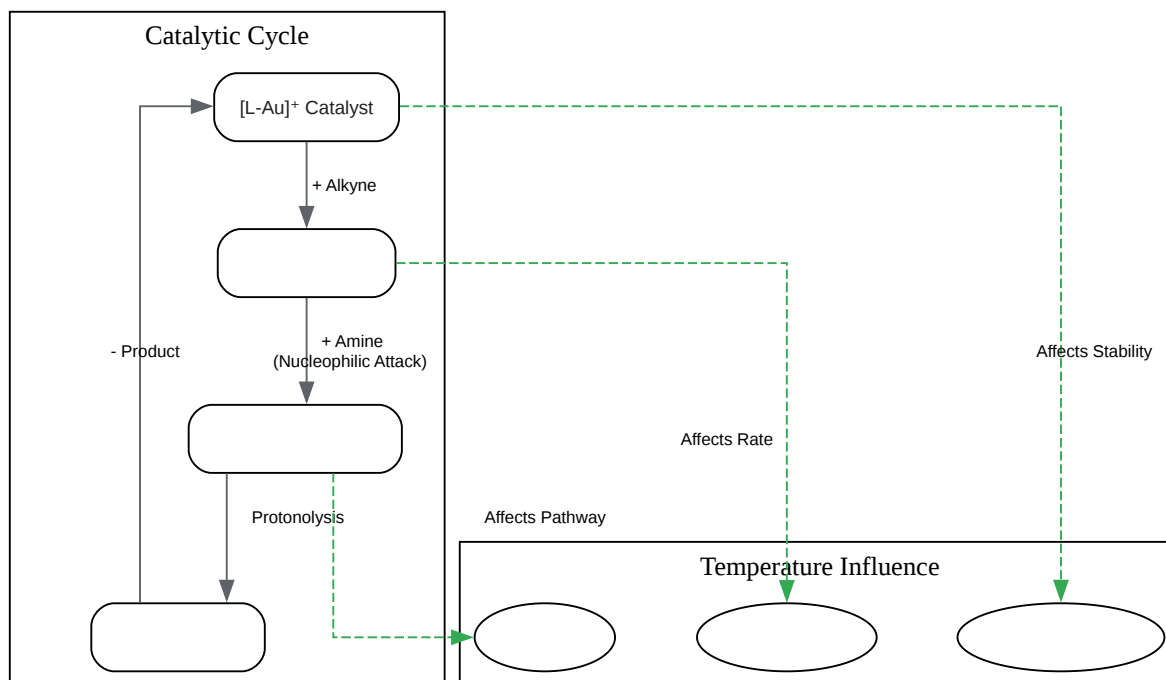 Catalytic Cycle
[L-Au]⁺ Catalyst
+ Alkyne
+ Amine
(Nucleophilic Attack)
- Product
Affects Stability
Affects Rate
Protonolysis
Affects Pathway
Temperature Influence